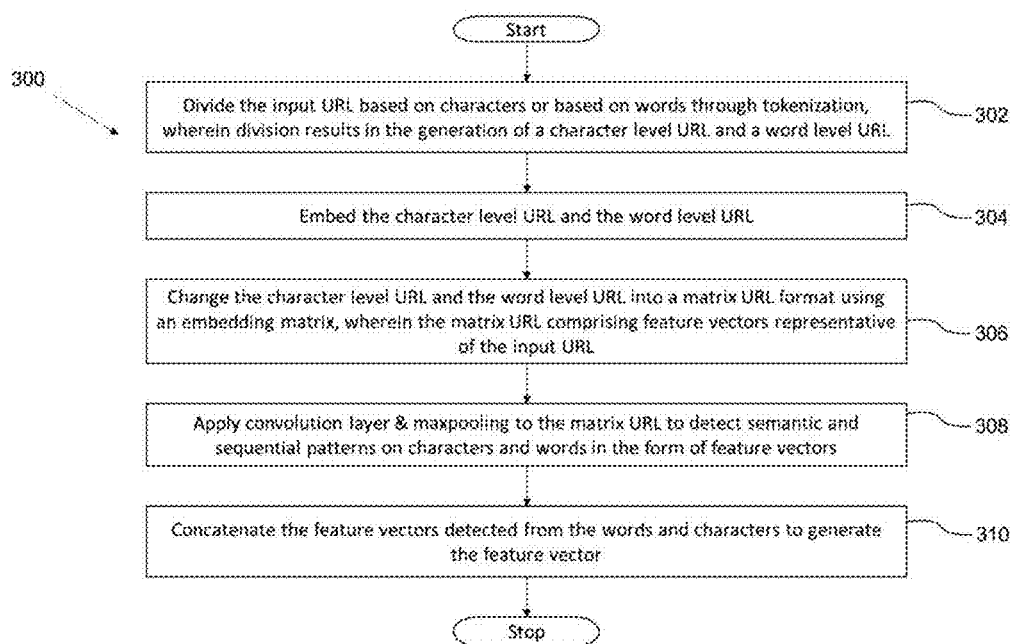 Start
300
Divide the input URL based on characters or based on words through tokenization,
wherein division results in the generation of a character level URL and a word level URL
302
Embed the character level URL and the word level URL
304
Change the character level URL and the word level URL into a matrix URL format using
an embedding matrix, wherein the matrix URL comprising feature vectors representative
of the input URL
306
Apply convolution layer & maxpooling to the matrix URL to detect semantic and
sequential patterns on characters and words in the form of feature vectors
308
Concatenate the feature vectors detected from the words and characters to generate
the feature vector
310
Stop